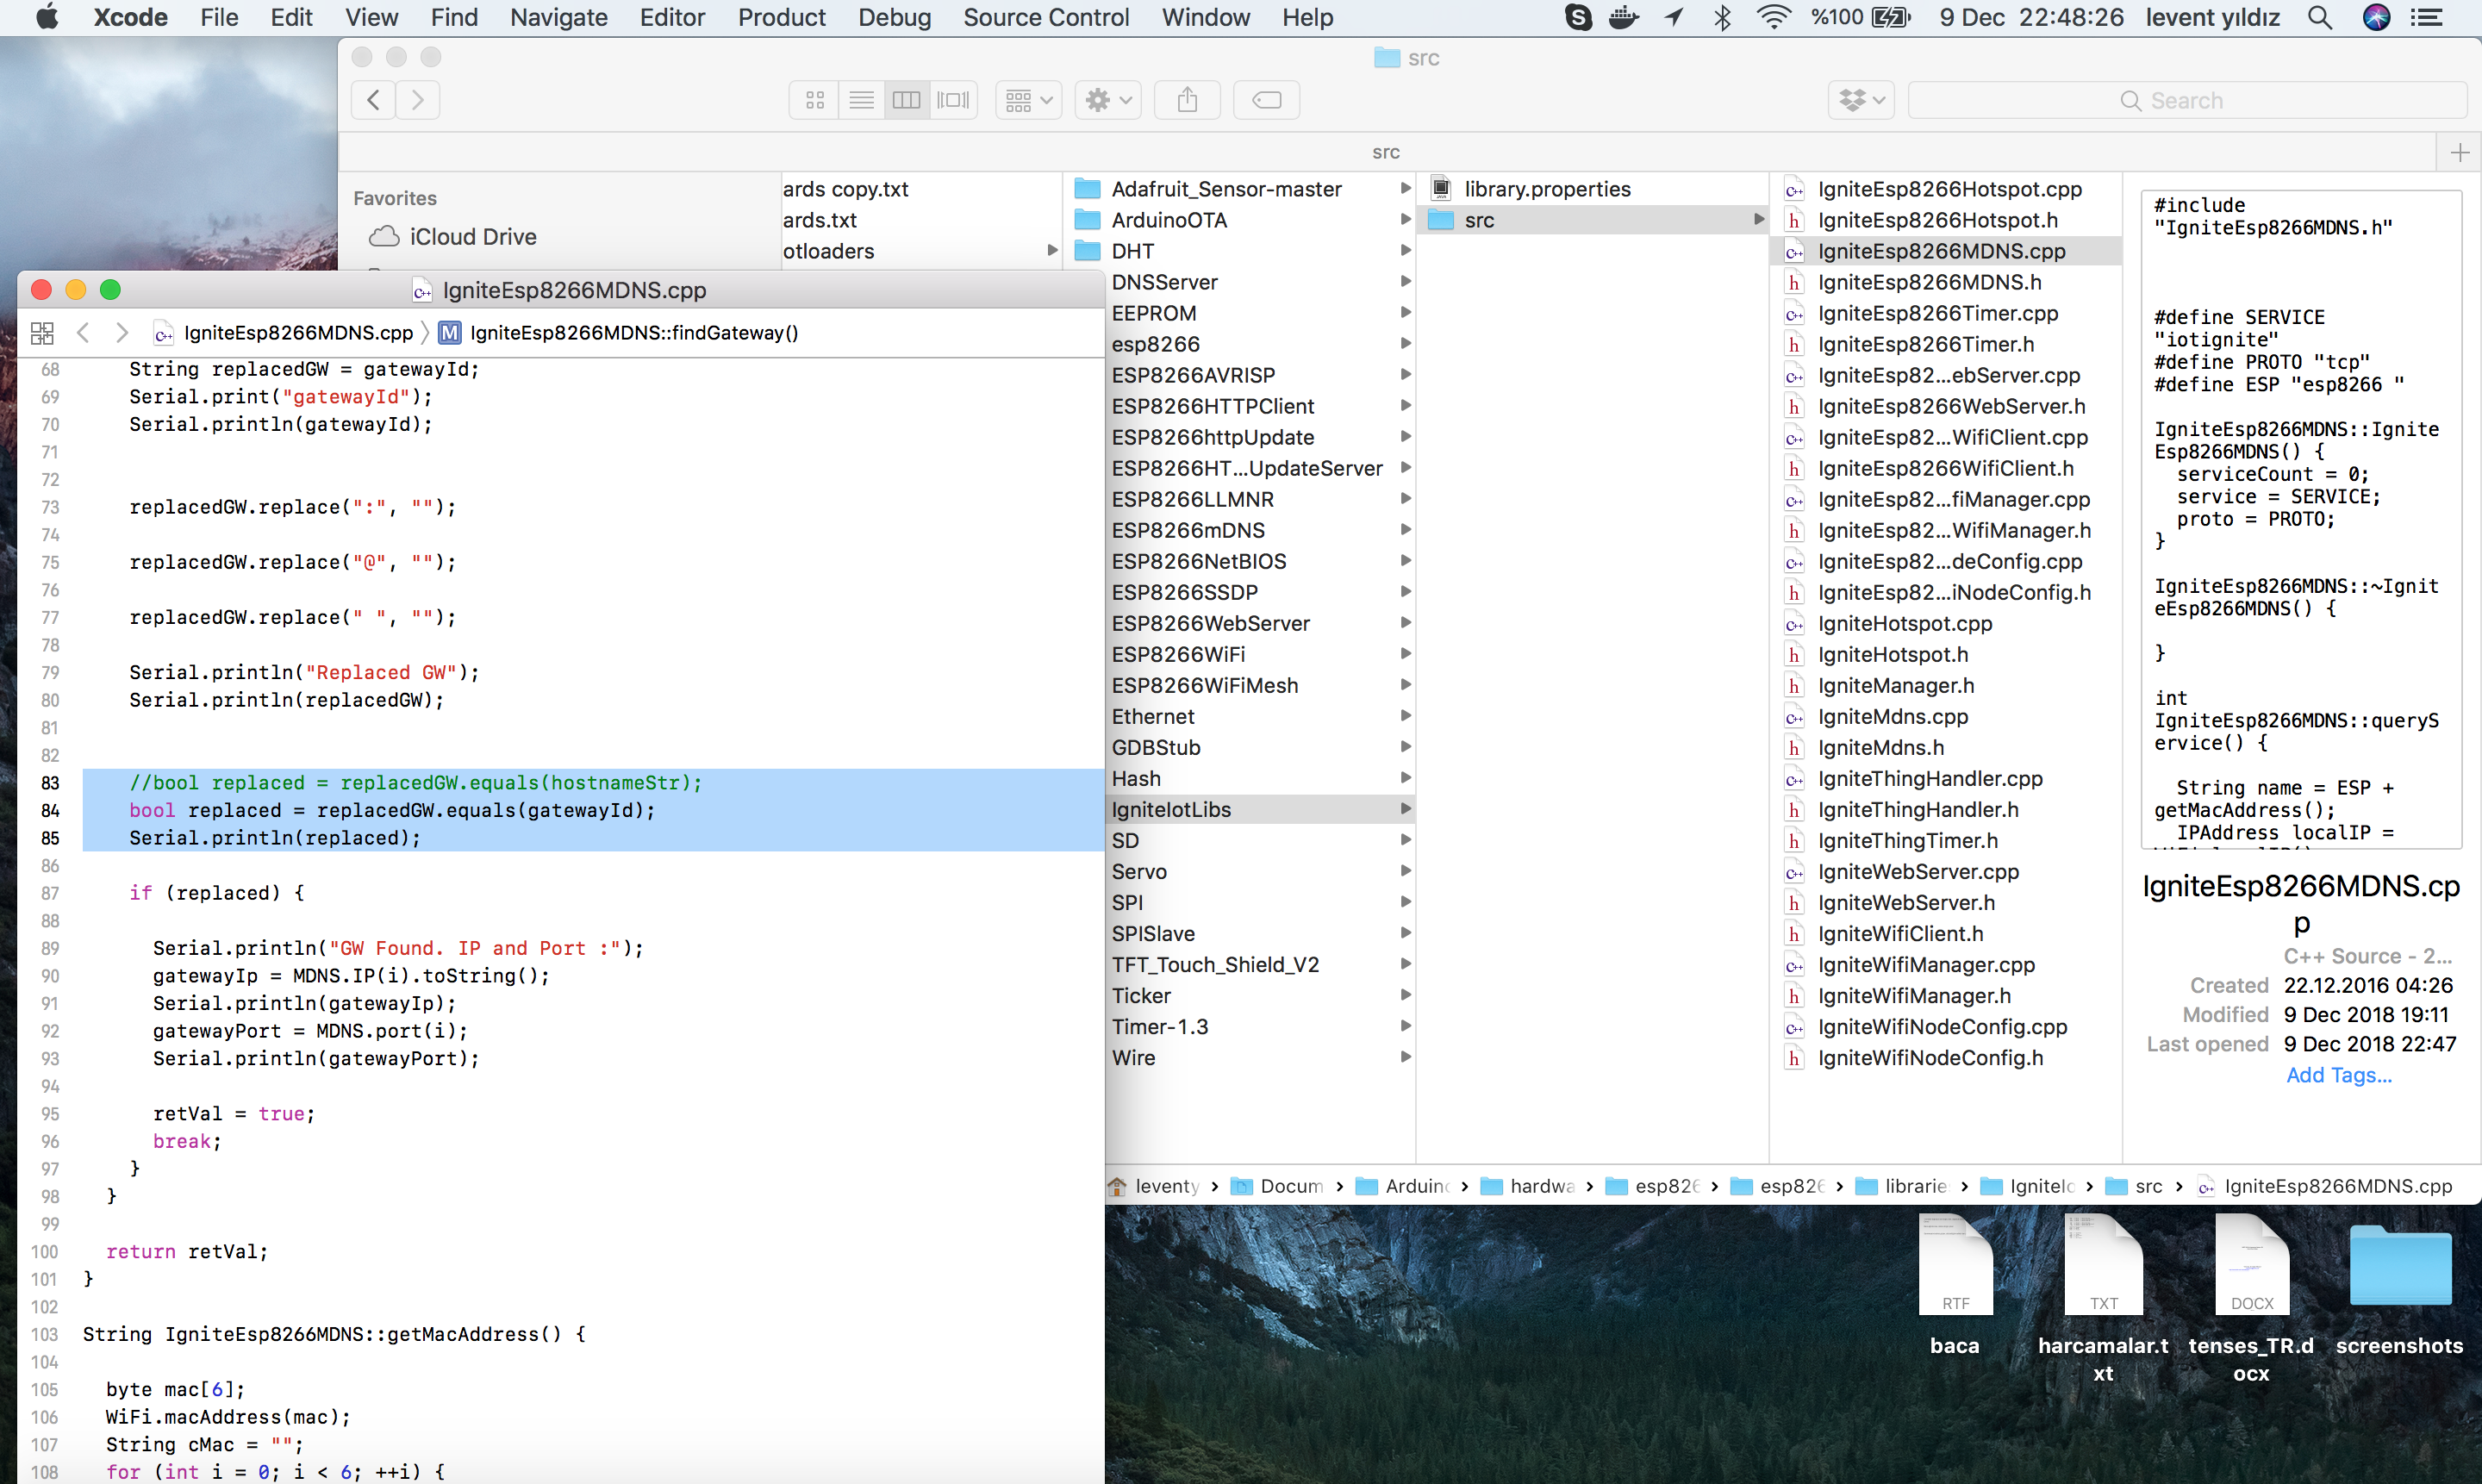 Xcode File Edit View Find Navigate Editor Product Debug Source Control Window Help
%100 9 Dec 22:48:26 levent yıldız
src
Search
src
Favorites
iCloud Drive
ards copy.txt
ards.txt
otloaders
Adafruit_Sensor-master
ArduinoOTA
DHT
DNSServer
EEPROM
esp8266
ESP8266AVRISP
ESP8266HTTPClient
ESP8266httpUpdate
ESP8266HT...UpdateServer
ESP8266LLMNR
ESP8266mDNS
ESP8266NetBIOS
ESP8266SSDP
ESP8266WebServer
ESP8266WiFi
ESP8266WiFiMesh
Ethernet
GDBStub
Hash
IgniteIotLibs
SD
Servo
SPI
SPISlave
TFT_Touch_Shield_V2
Ticker
Timer-1.3
Wire
library.properties
src
IgniteEsp8266Hotspot.cpp
IgniteEsp8266Hotspot.h
IgniteEsp8266MDNS.cpp
IgniteEsp8266MDNS.h
IgniteEsp8266Timer.cpp
IgniteEsp8266Timer.h
IgniteEsp82...ebServer.cpp
IgniteEsp8266WebServer.h
IgniteEsp82...WifiClient.cpp
IgniteEsp8266WifiClient.h
IgniteEsp82...fiManager.cpp
IgniteEsp82...WifiManager.h
IgniteEsp82...deConfig.cpp
IgniteEsp82...iNodeConfig.h
IgniteHotspot.cpp
IgniteHotspot.h
IgniteManager.h
IgniteMdns.cpp
IgniteMdns.h
IgniteThingHandler.cpp
IgniteThingHandler.h
IgniteThingTimer.h
IgniteWebServer.cpp
IgniteWebServer.h
IgniteWifiClient.h
IgniteWifiManager.cpp
IgniteWifiManager.h
IgniteWifiNodeConfig.cpp
IgniteWifiNodeConfig.h
#include
"IgniteEsp8266MDNS.h"
#define SERVICE
"iotignite"
#define PROTO "tcp"
#define ESP "esp8266 "
IgniteEsp8266MDNS::Ignite
Esp8266MDNS() {
serviceCount = 0;
service = SERVICE;
proto = PROTO;
}
IgniteEsp8266MDNS::~Ignit
eEsp8266MDNS() {
}
int
IgniteEsp8266MDNS::queryS
ervice() {
String name = ESP +
getMacAddress();
IPAddress localIP =
IgniteEsp8266MDNS.cp
p
C++ Source - 2...
Created 22.12.2016 04:26
Modified 9 Dec 2018 19:11
Last opened 9 Dec 2018 22:47
Add Tags...
leventy › Docum › Arduino › hardwa › esp826 › esp826 › librarie › IgniteIo › src › IgniteEsp8266MDNS.cpp
IgniteEsp8266MDNS.cpp
IgniteEsp8266MDNS.cpp › M IgniteEsp8266MDNS::findGateway()
68 String replacedGW = gatewayId;
69 Serial.print("gatewayId");
70 Serial.println(gatewayId);
71
72
73 replacedGW.replace(":", "");
74
75 replacedGW.replace("@", "");
76
77 replacedGW.replace(" ", "");
78
79 Serial.println("Replaced GW");
80 Serial.println(replacedGW);
81
82
83 //bool replaced = replacedGW.equals(hostnameStr);
84 bool replaced = replacedGW.equals(gatewayId);
85 Serial.println(replaced);
86
87 if (replaced) {
88
89 Serial.println("GW Found. IP and Port :");
90 gatewayIp = MDNS.IP(i).toString();
91 Serial.println(gatewayIp);
92 gatewayPort = MDNS.port(i);
93 Serial.println(gatewayPort);
94
95 retVal = true;
96 break;
97 }
98 }
99
100 return retVal;
101 }
102
103 String IgniteEsp8266MDNS::getMacAddress() {
104
105 byte mac[6];
106 WiFi.macAddress(mac);
107 String cMac = "";
108 for (int i = 0; i < 6; ++i) {
RTF
baca
TXT
harcamalar.t
xt
DOCX
tenses_TR.d
ocx
screenshots